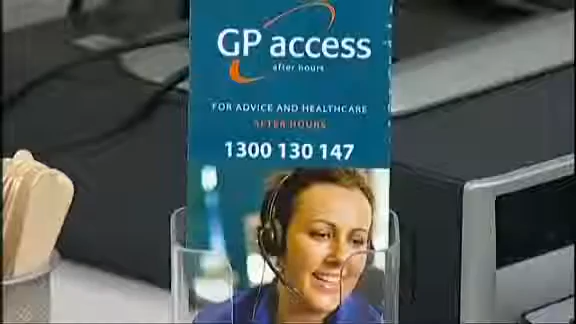 GP access
after hours
FOR ADVICE AND HEALTHCARE
AFTER HOURS
1300 130 147